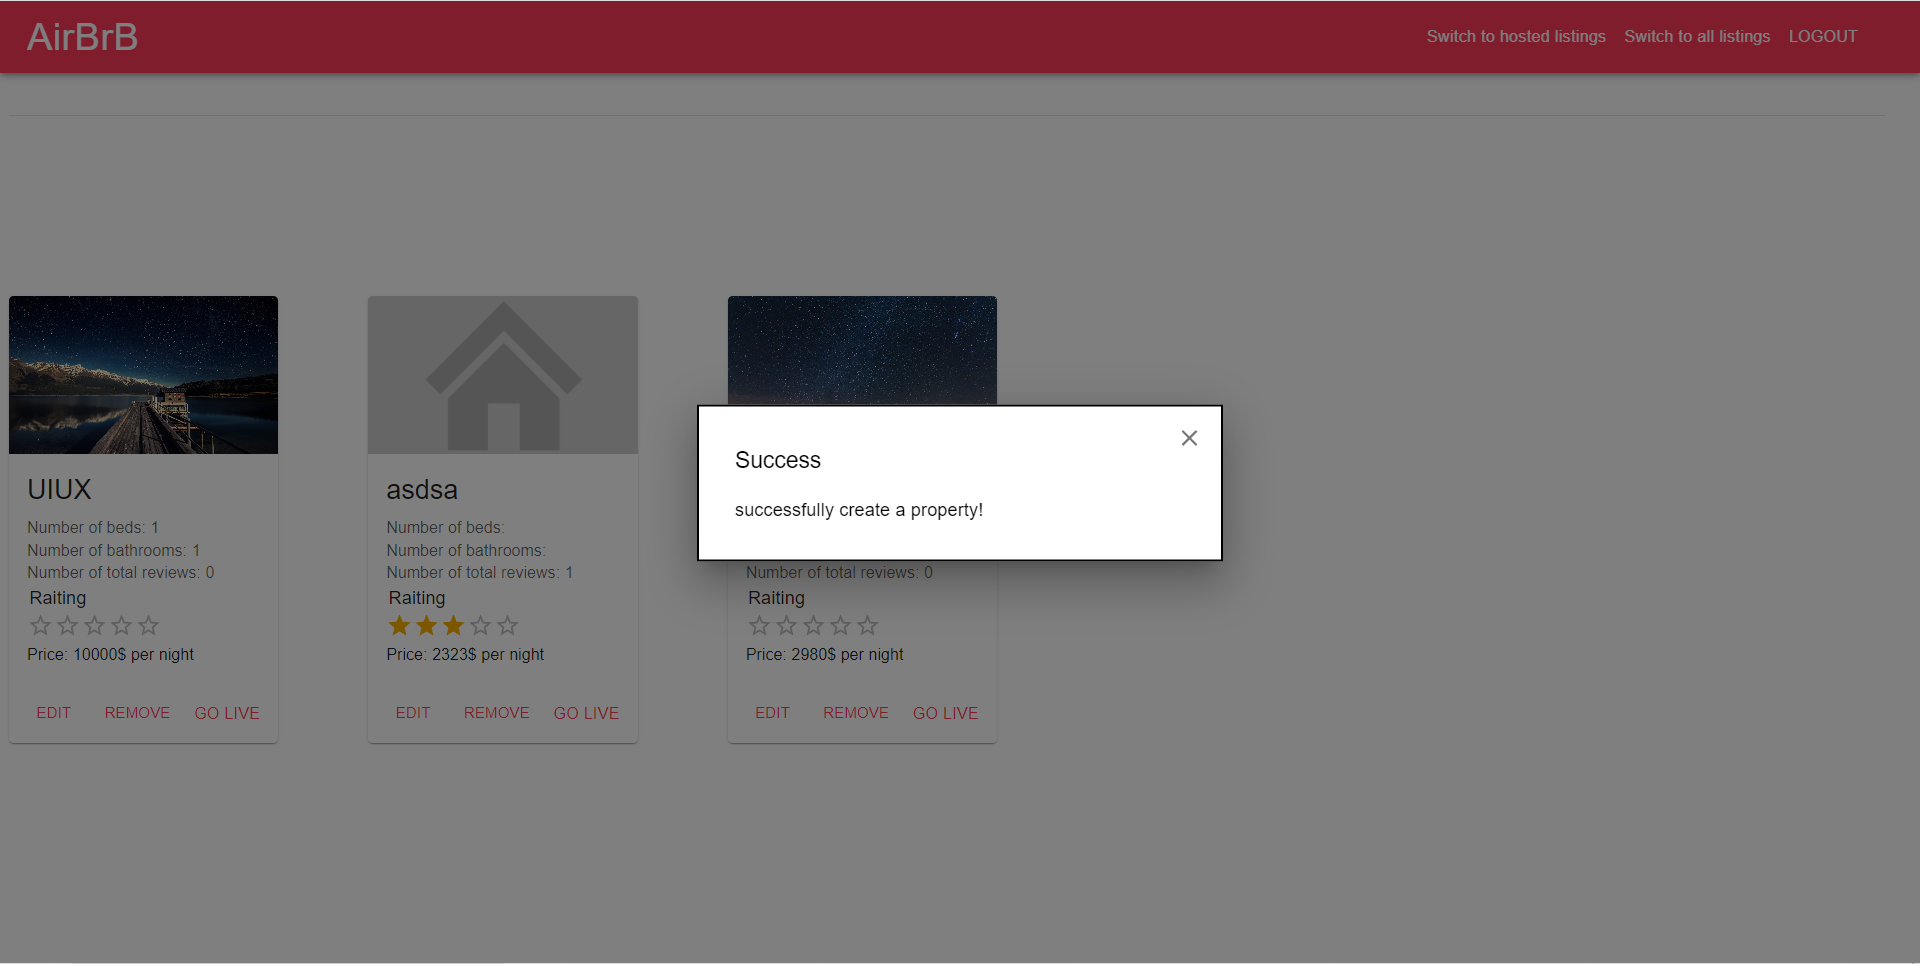 AirBrB
Switch to hosted listings Switch to all listings LOGOUT
Success
successfully create a property!
UIUX
Number of beds: 1
Number of bathrooms: 1
Number of total reviews: 0
Raiting
Price: 10000$ per night
EDIT REMOVE GO LIVE
asdsa
Number of beds:
Number of bathrooms:
Number of total reviews: 1
Raiting
Price: 2323$ per night
EDIT REMOVE GO LIVE
Number of total reviews: 0
Raiting
Price: 2980$ per night
EDIT REMOVE GO LIVE